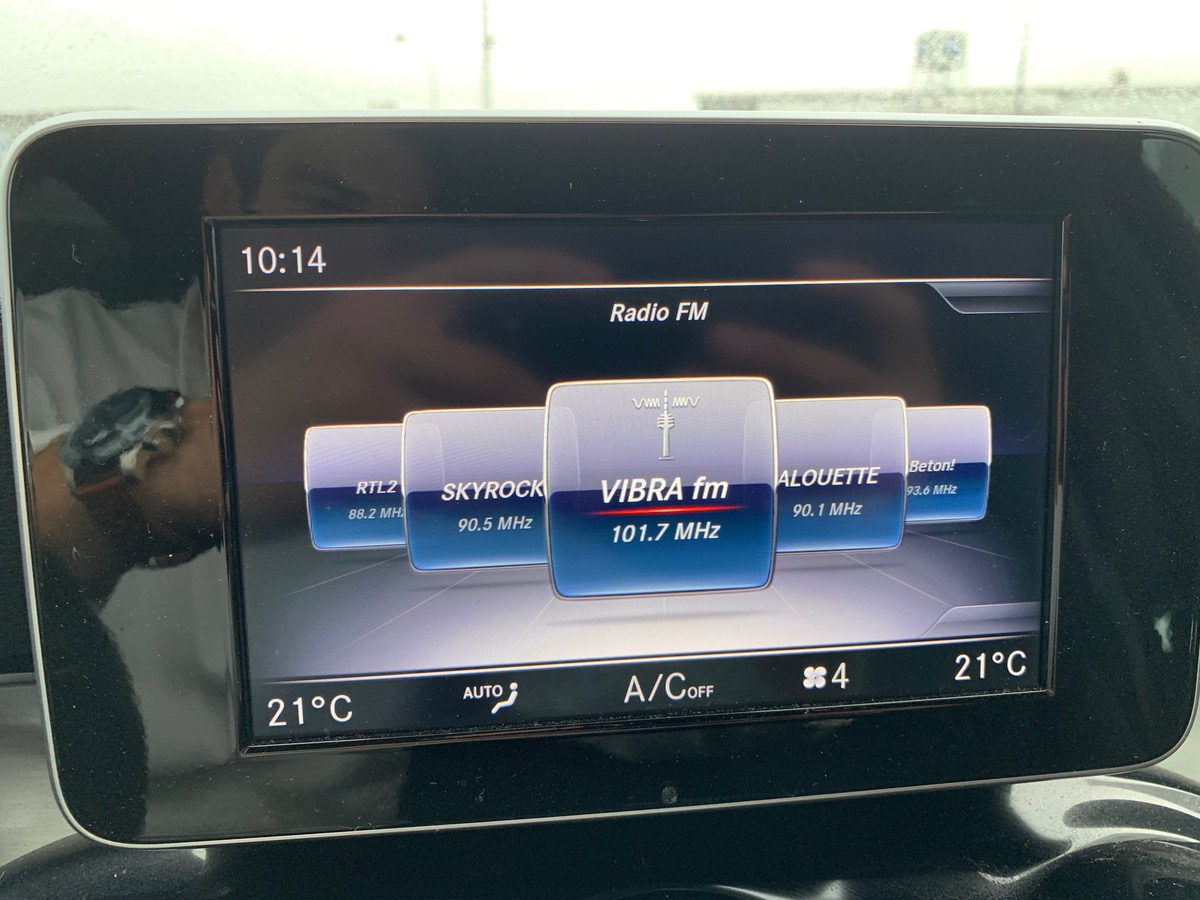 10:14
Radio FM
RTL2
88.2 MHz
SKYROCK
90.5 MHz
VIBRA fm
101.7 MHz
ALOUETTE
90.1 MHz
Beton!
93.6 MHz
21°C
AUTO
A/C OFF
4
21°C